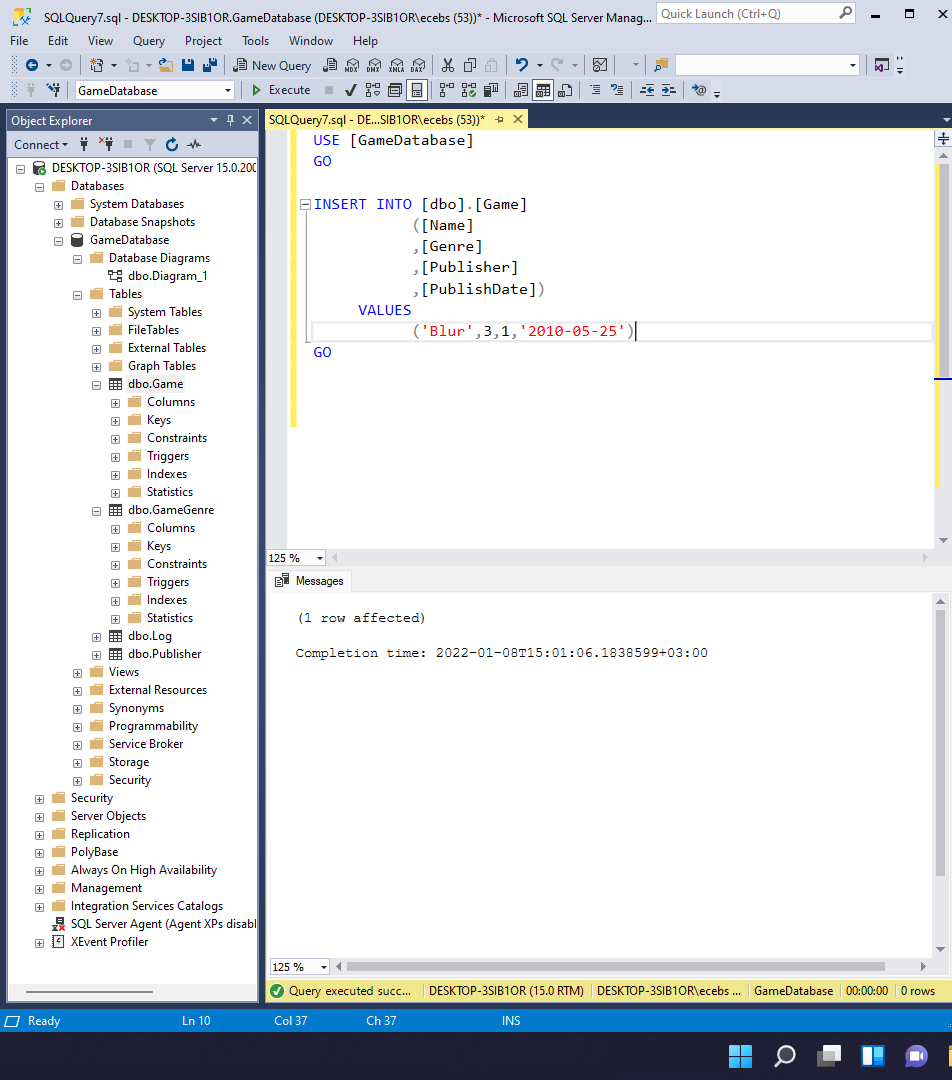 SQLQuery7.sql - DESKTOP-3SIB1OR.GameDatabase (DESKTOP-3SIB1OR\ecebs (53))* - Microsoft SQL Server Manag...
Quick Launch (Ctrl+Q)
File Edit View Query Project Tools Window Help
New Query MDX DMX XMLA DAX
GameDatabase Execute
Object Explorer
Connect
DESKTOP-3SIB1OR (SQL Server 15.0.200
Databases
System Databases
Database Snapshots
GameDatabase
Database Diagrams
dbo.Diagram_1
Tables
System Tables
FileTables
External Tables
Graph Tables
dbo.Game
Columns
Keys
Constraints
Triggers
Indexes
Statistics
dbo.GameGenre
Columns
Keys
Constraints
Triggers
Indexes
Statistics
dbo.Log
dbo.Publisher
Views
External Resources
Synonyms
Programmability
Service Broker
Storage
Security
Security
Server Objects
Replication
PolyBase
Always On High Availability
Management
Integration Services Catalogs
SQL Server Agent (Agent XPs disabl
XEvent Profiler
SQLQuery7.sql - DE...SIB1OR\ecebs (53))*
USE [GameDatabase]
GO
INSERT INTO [dbo].[Game]
([Name]
,[Genre]
,[Publisher]
,[PublishDate])
VALUES
('Blur',3,1,'2010-05-25')
GO
125 %
Messages
(1 row affected)
Completion time: 2022-01-08T15:01:06.1838599+03:00
125 %
Query executed succ... DESKTOP-3SIB1OR (15.0 RTM) DESKTOP-3SIB1OR\ecebs ... GameDatabase 00:00:00 0 rows
Ready Ln 10 Col 37 Ch 37 INS